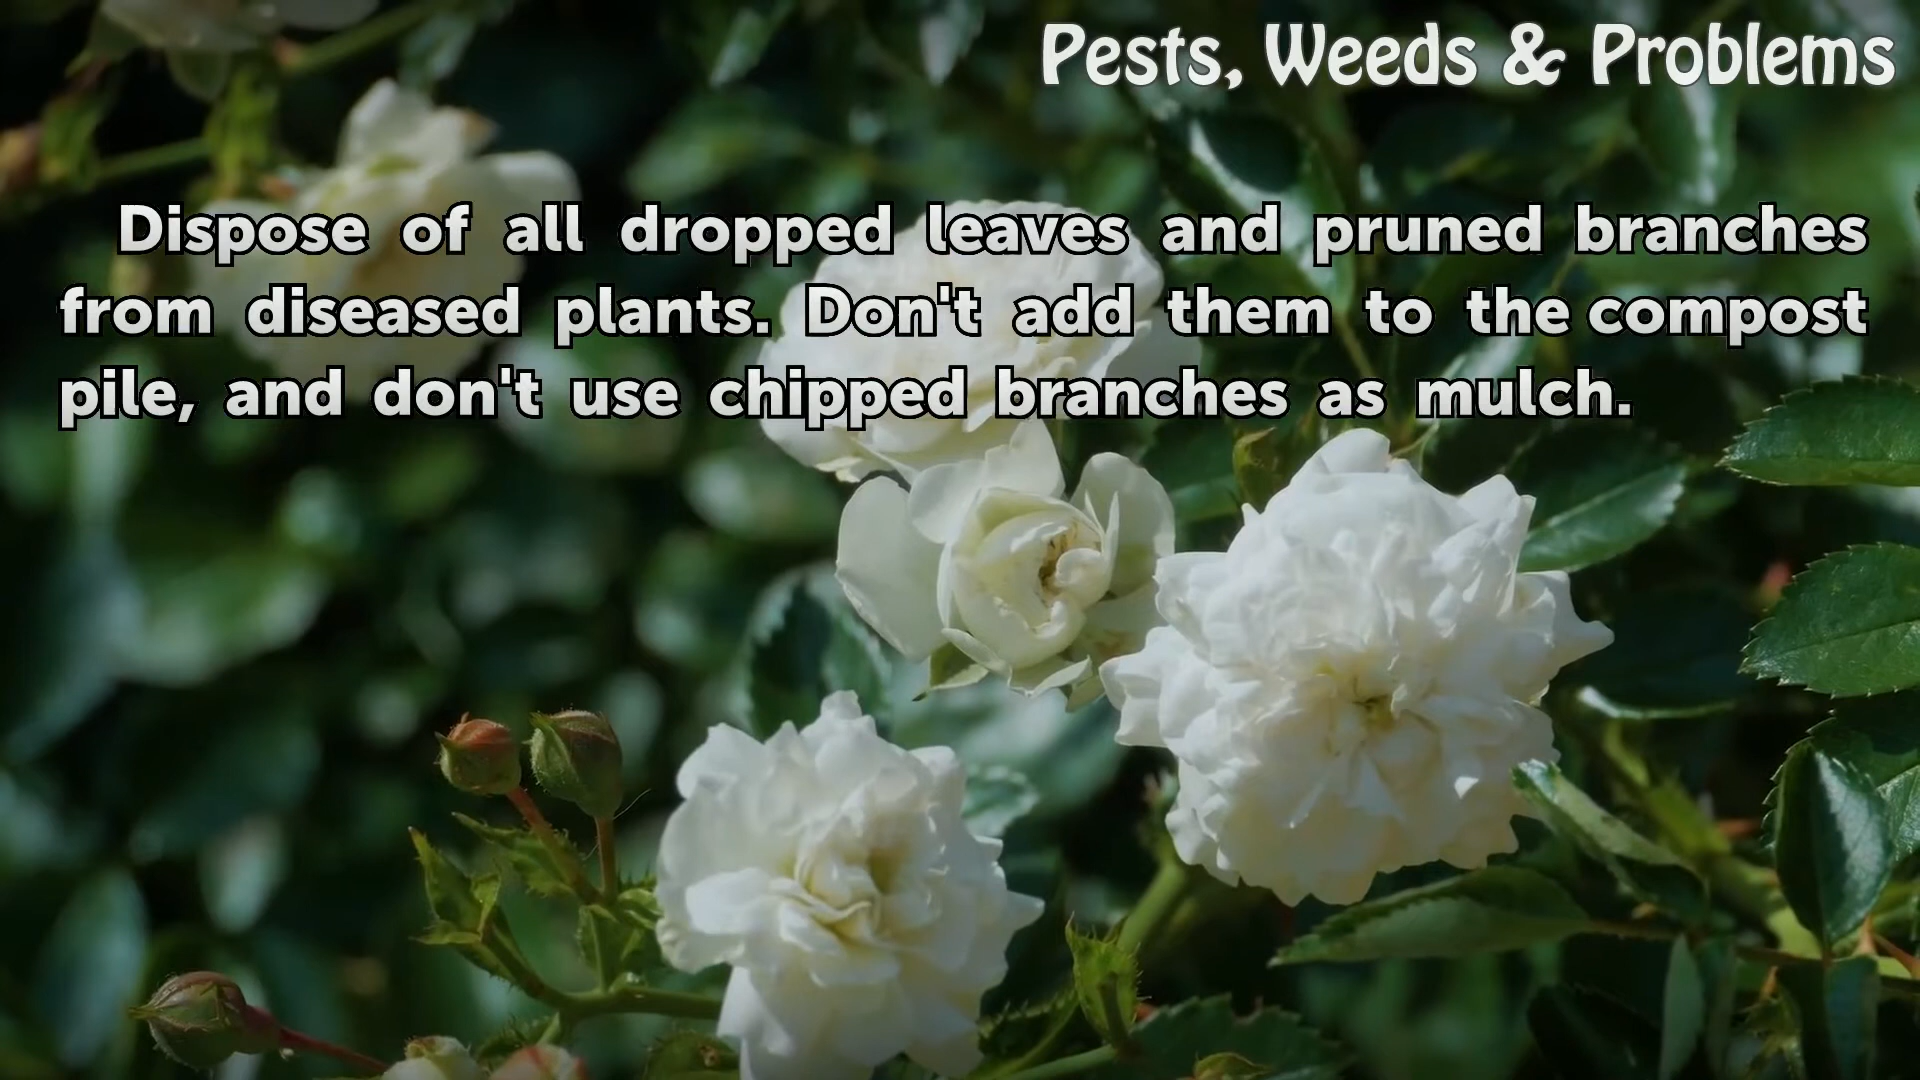 Pests, Weeds & Problems
Dispose of all dropped leaves and pruned branches
from diseased plants. Don't add them to the compost
pile, and don't use chipped branches as mulch.